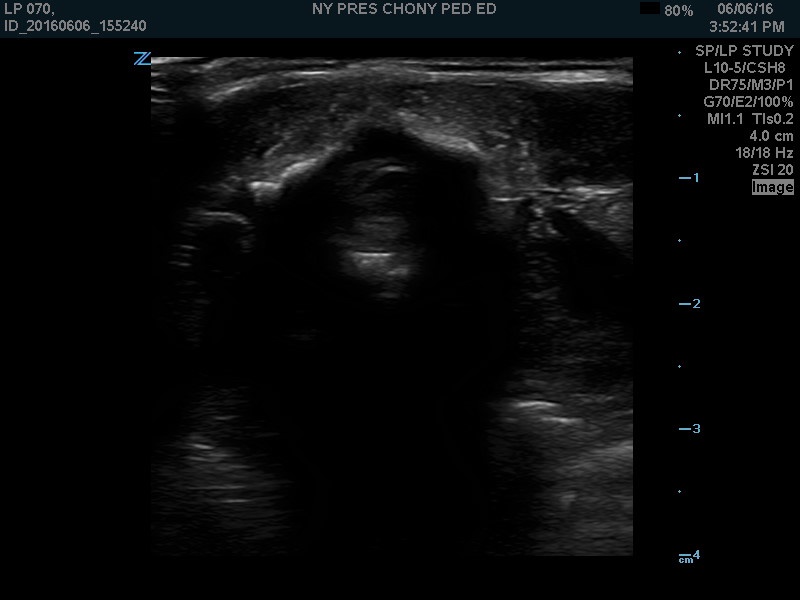 LP 070,
ID_20160606_155240
NY PRES CHONY PED ED
80%
06/06/16
3:52:41 PM
SP/LP STUDY
L10-5/CSH8
DR75/M3/P1
G70/E2/100%
MI1.1 TIs0.2
4.0 cm
18/18 Hz
ZSI 20
Image
Z
1
2
3
4
cm